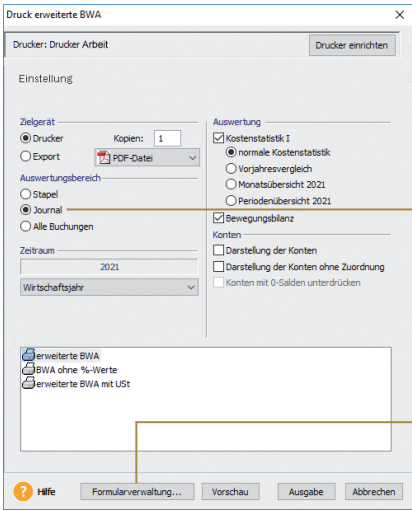 Druck erweiterte BWA
Drucker: Drucker Arbeit
Drucker einrichten
Einstellung
Zielgerät
Drucker Kopien: 1
Export PDF-Datei
Auswertungsbereich
Stapel
Journal
Alle Buchungen
Zeitraum
2021
Wirtschaftsjahr
Auswertung
Kostenstatistik I
normale Kostenstatistik
Vorjahresvergleich
Monatsübersicht 2021
Periodenübersicht 2021
Bewegungsbilanz
Konten
Darstellung der Konten
Darstellung der Konten ohne Zuordnung
Konten mit 0-Salden unterdrücken
erweiterte BWA
BWA ohne %-Werte
erweiterte BWA mit USt
? Hilfe
Formularverwaltung...
Vorschau
Ausgabe
Abbrechen